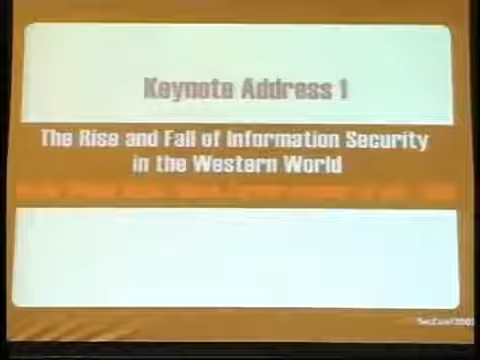 Keynote Address 1
The Rise and Fall of Information Security
in the Western World